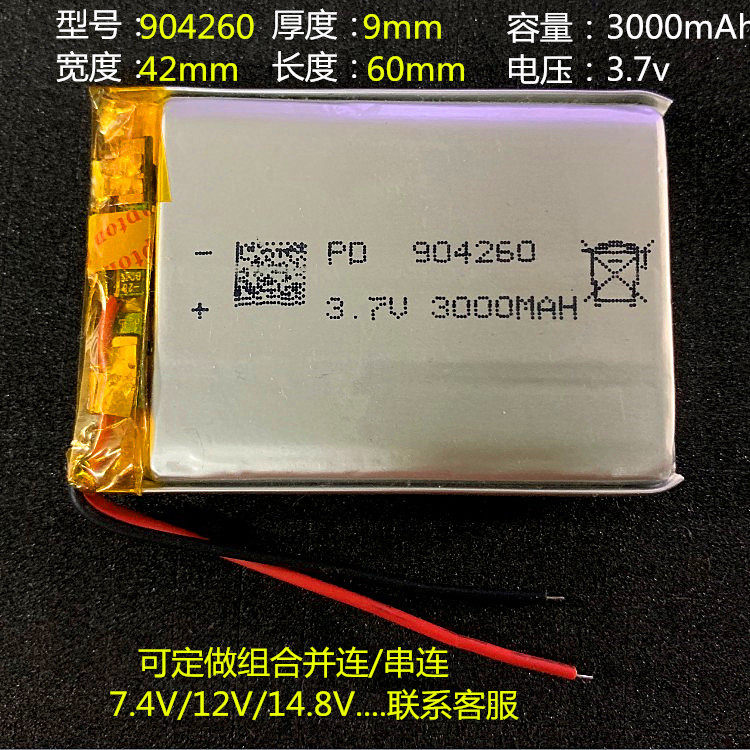 型号:904260 厚度:9mm 容量:3000mAh
宽度:42mm 长度:60mm 电压:3.7v
- PD 904260
+ 3.7V 3000MAH
可定做组合并连/串连
7.4V/12V/14.8V....联系客服